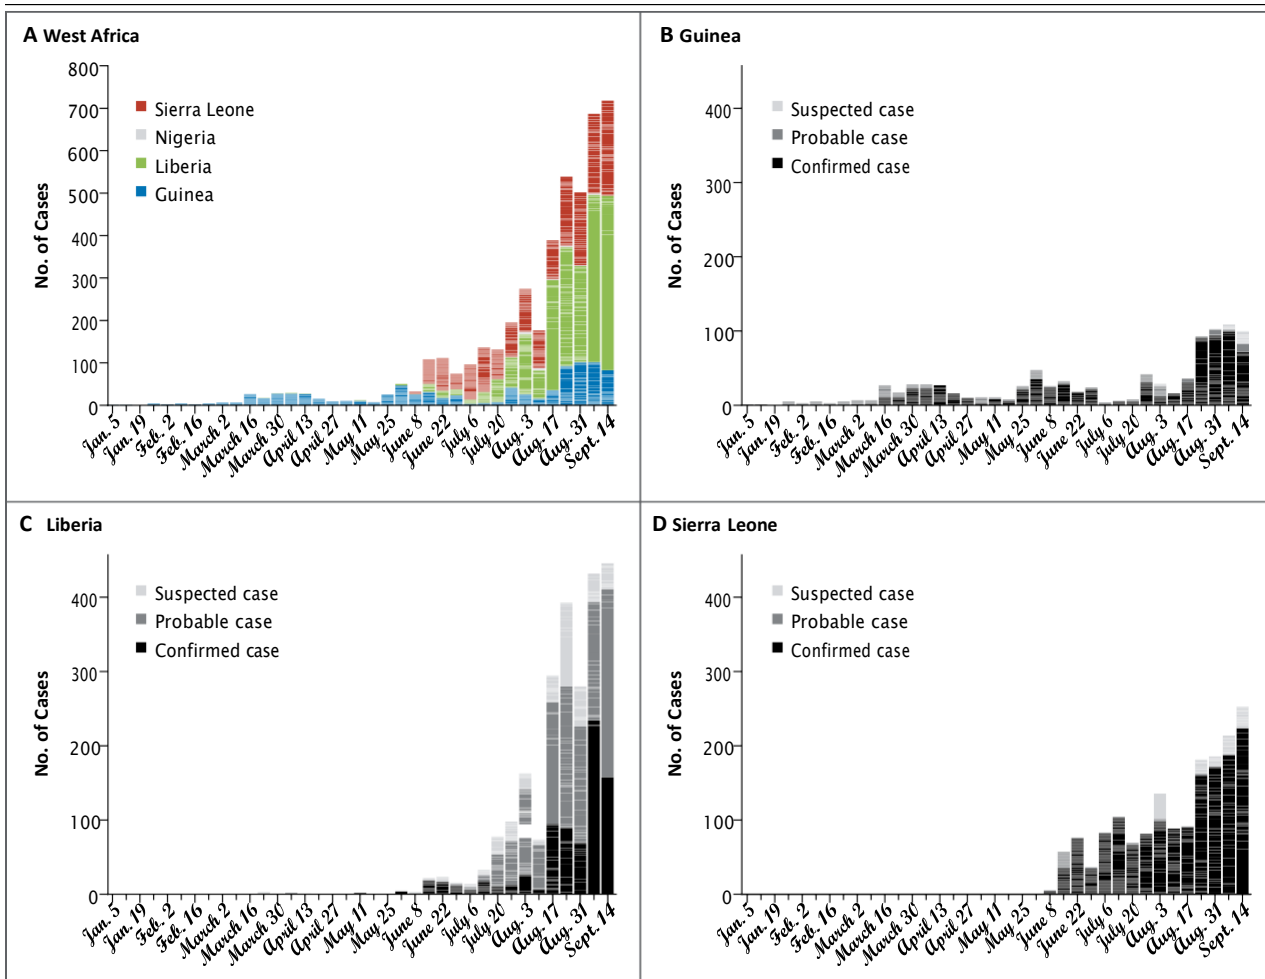 A West Africa
800
700
600
500
400
300
200
100
0
No. of Cases
Sierra Leone
Nigeria
Liberia
Guinea
Jan. 5
Jan. 19
Feb. 2
Feb. 16
March 2
March 16
March 30
April 13
April 27
May 11
May 25
June 8
June 22
July 6
July 20
Aug. 3
Aug. 17
Aug. 31
Sept. 14
B Guinea
400
300
200
100
0
No. of Cases
Suspected case
Probable case
Confirmed case
Jan. 5
Jan. 19
Feb. 2
Feb. 16
March 2
March 16
March 30
April 13
April 27
May 11
May 25
June 8
June 22
July 6
July 20
Aug. 3
Aug. 17
Aug. 31
Sept. 14
C Liberia
400
300
200
100
0
No. of Cases
Suspected case
Probable case
Confirmed case
Jan. 5
Jan. 19
Feb. 2
Feb. 16
March 2
March 16
March 30
April 13
April 27
May 11
May 25
June 8
June 22
July 6
July 20
Aug. 3
Aug. 17
Aug. 31
Sept. 14
D Sierra Leone
400
300
200
100
0
No. of Cases
Suspected case
Probable case
Confirmed case
Jan. 5
Jan. 19
Feb. 2
Feb. 16
March 2
March 16
March 30
April 13
April 27
May 11
May 25
June 8
June 22
July 6
July 20
Aug. 3
Aug. 17
Aug. 31
Sept. 14